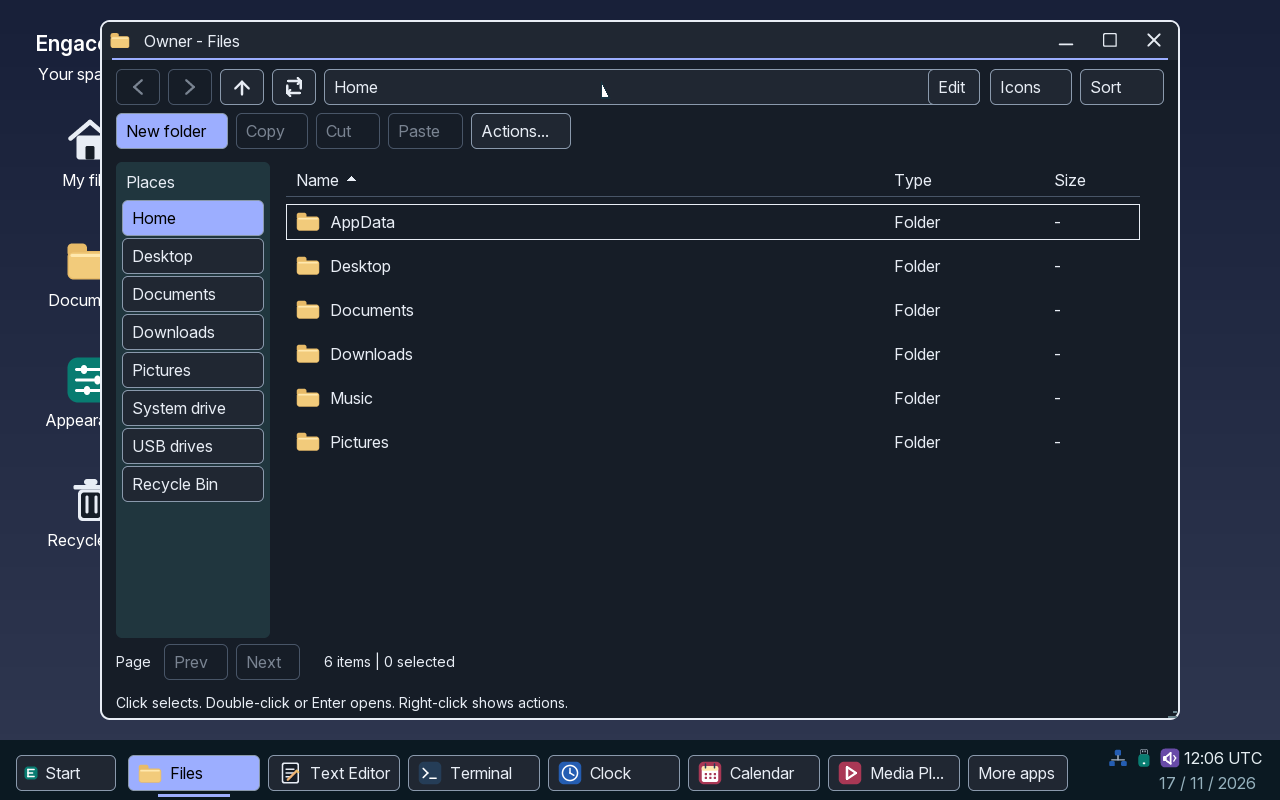 Engac
Your spa
My fi
Docum
Appeara
Recycle
Owner - Files
Home
Edit
Icons
Sort
New folder
Copy
Cut
Paste
Actions...
Places
Home
Desktop
Documents
Downloads
Pictures
System drive
USB drives
Recycle Bin
Name
Type
Size
AppData
Folder
-
Desktop
Folder
-
Documents
Folder
-
Downloads
Folder
-
Music
Folder
-
Pictures
Folder
-
Page
Prev
Next
6 items | 0 selected
Click selects. Double-click or Enter opens. Right-click shows actions.
Start
Files
Text Editor
Terminal
Clock
Calendar
Media Pl...
More apps
12:06 UTC
17 / 11 / 2026